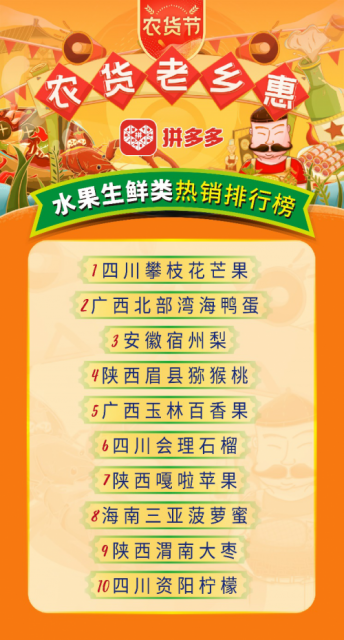 农货节
农货老乡惠
拼多多
水果生鲜类热销排行榜
1四川攀枝花芒果
2广西北部湾海鸭蛋
3安徽宿州梨
4陕西眉县猕猴桃
5广西玉林百香果
6四川会理石榴
7陕西嘎啦苹果
8海南三亚菠萝蜜
9陕西渭南大枣
10四川资阳柠檬